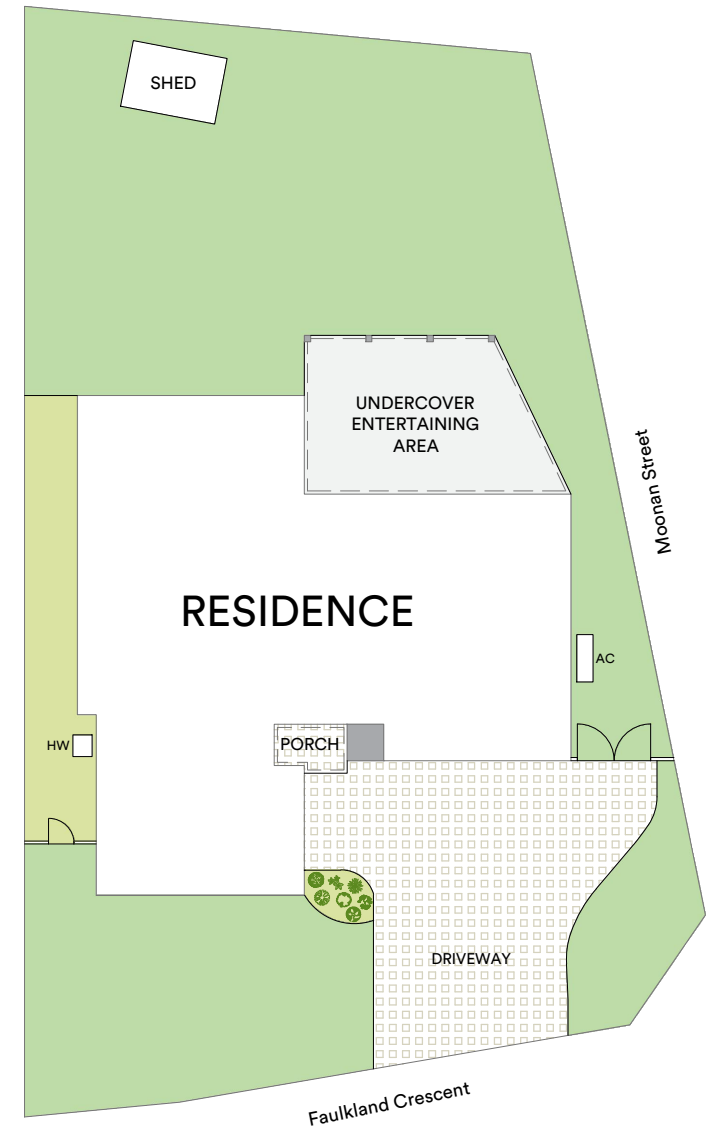 SHED
UNDERCOVER
ENTERTAINING
AREA
Moonan Street
RESIDENCE
AC
HW
PORCH
DRIVEWAY
Faulkland Crescent